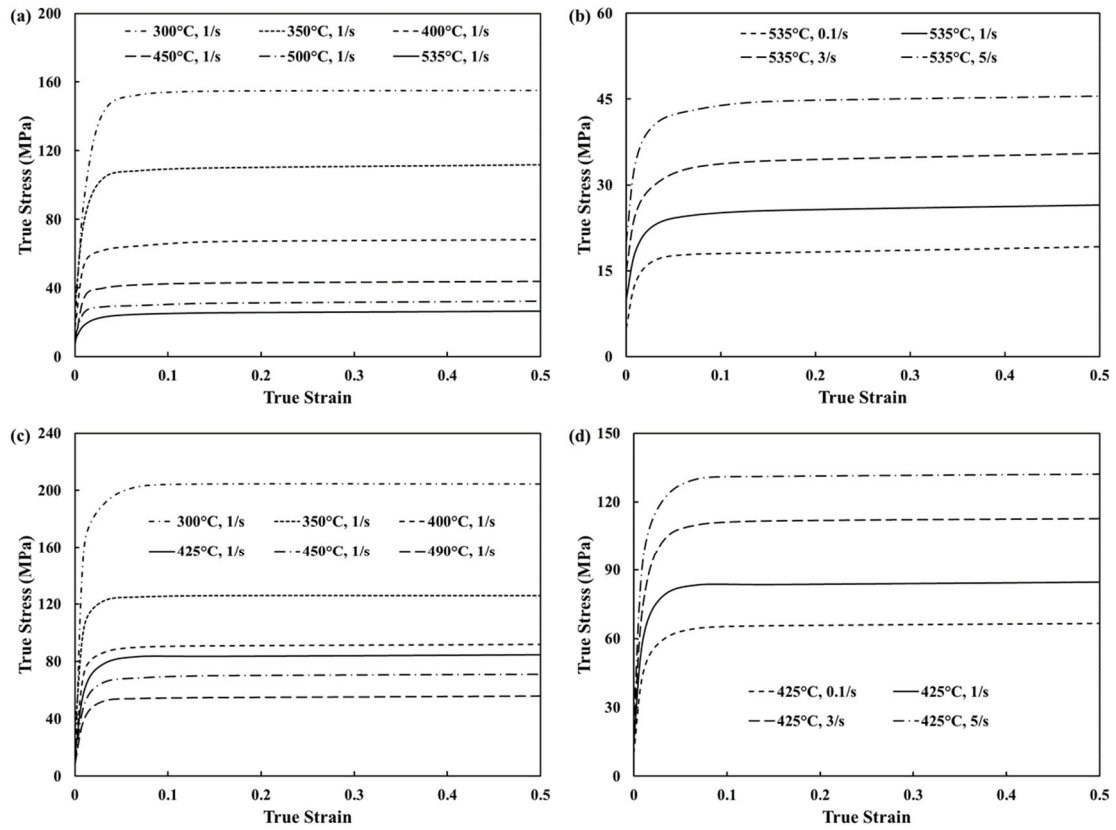 (a)
300°C, 1/s 350°C, 1/s 400°C, 1/s
450°C, 1/s 500°C, 1/s 535°C, 1/s
200
160
120
80
40
0
True Stress (MPa)
0 0.1 0.2 0.3 0.4 0.5
True Strain
(b)
535°C, 0.1/s 535°C, 1/s
535°C, 3/s 535°C, 5/s
60
45
30
15
0
True Stress (MPa)
0 0.1 0.2 0.3 0.4 0.5
True Strain
(c)
300°C, 1/s 350°C, 1/s 400°C, 1/s
425°C, 1/s 450°C, 1/s 490°C, 1/s
240
200
160
120
80
40
0
True Stress (MPa)
0 0.1 0.2 0.3 0.4 0.5
True Strain
(d)
150
120
90
60
30
0
True Stress (MPa)
425°C, 0.1/s 425°C, 1/s
425°C, 3/s 425°C, 5/s
0 0.1 0.2 0.3 0.4 0.5
True Strain